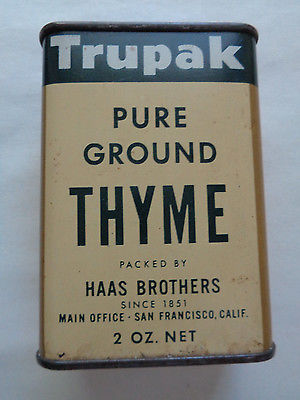 Trupak
PURE
GROUND
THYME
PACKED BY
HAAS BROTHERS
SINCE 1851
MAIN OFFICE · SAN FRANCISCO, CALIF.
2 OZ. NET